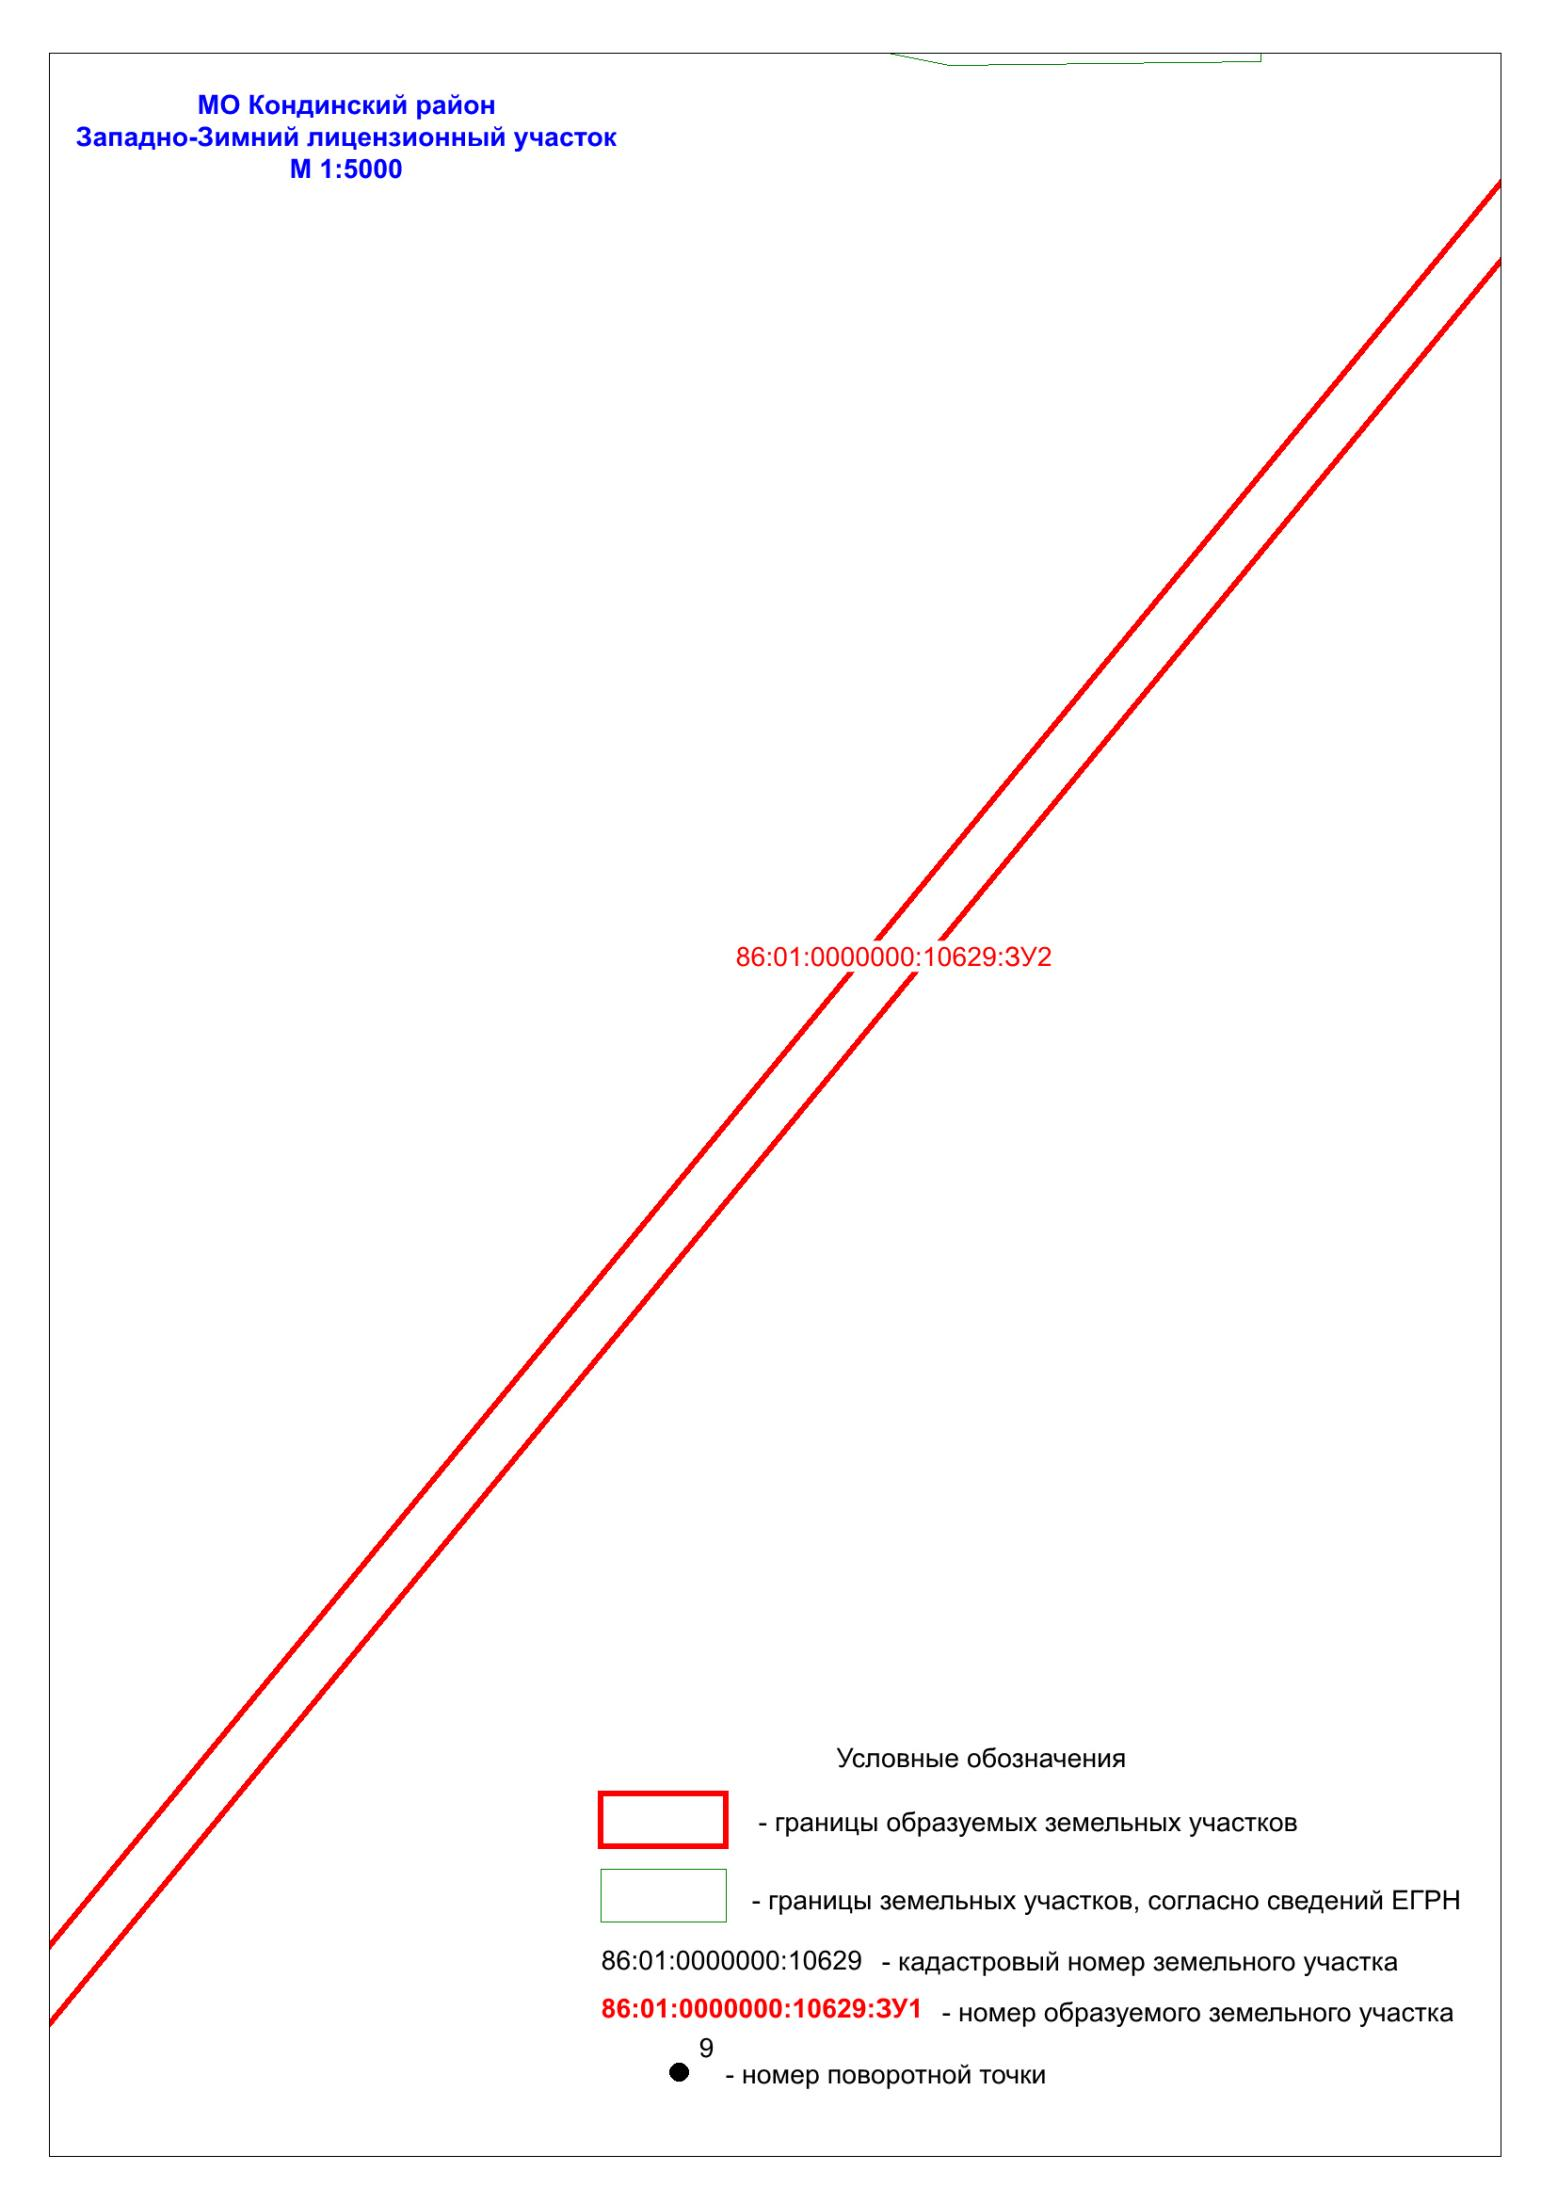 МО Кондинский район
Западно-Зимний лицензионный участок
М 1:5000
86:01:0000000:10629:ЗУ2
Условные обозначения
- границы образуемых земельных участков
- границы земельных участков, согласно сведений ЕГРН
86:01:0000000:10629 - кадастровый номер земельного участка
86:01:0000000:10629:ЗУ1 - номер образуемого земельного участка
9
- номер поворотной точки